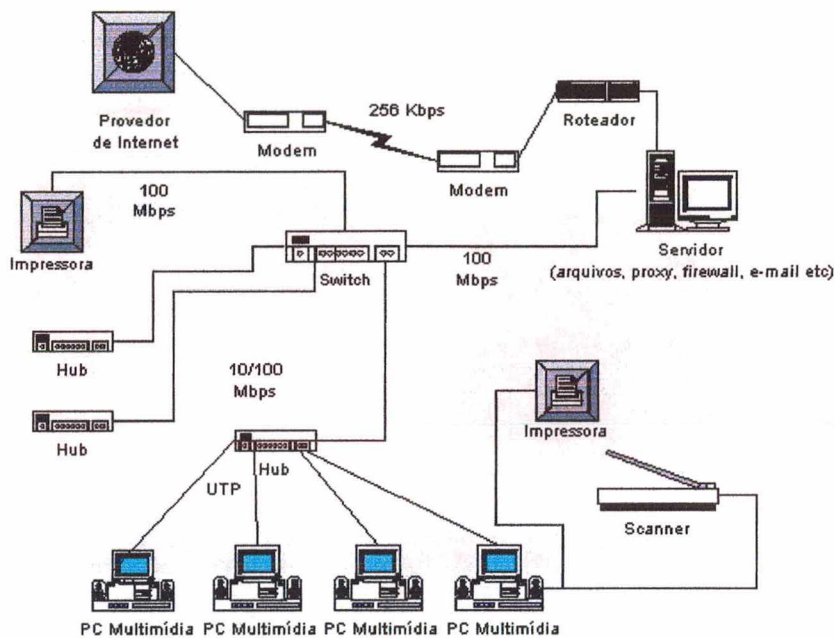 Provedor
de Internet
Modem
256 Kbps
Modem
Roteador
Servidor
(arquivos, proxy, firewall, e-mail etc)
100
Mbps
Impressora
Switch
100
Mbps
Hub
Hub
10/100
Mbps
Hub
UTP
Impressora
Scanner
PC Multimídia PC Multimídia PC Multimídia PC Multimídia